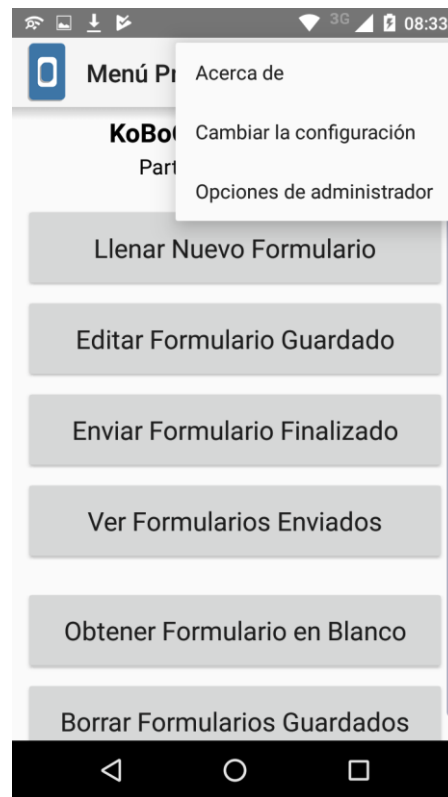 3G 08:33
Menú Pr
Acerca de
KoBo
Cambiar la configuración
Part
Opciones de administrador
Llenar Nuevo Formulario
Editar Formulario Guardado
Enviar Formulario Finalizado
Ver Formularios Enviados
Obtener Formulario en Blanco
Borrar Formularios Guardados